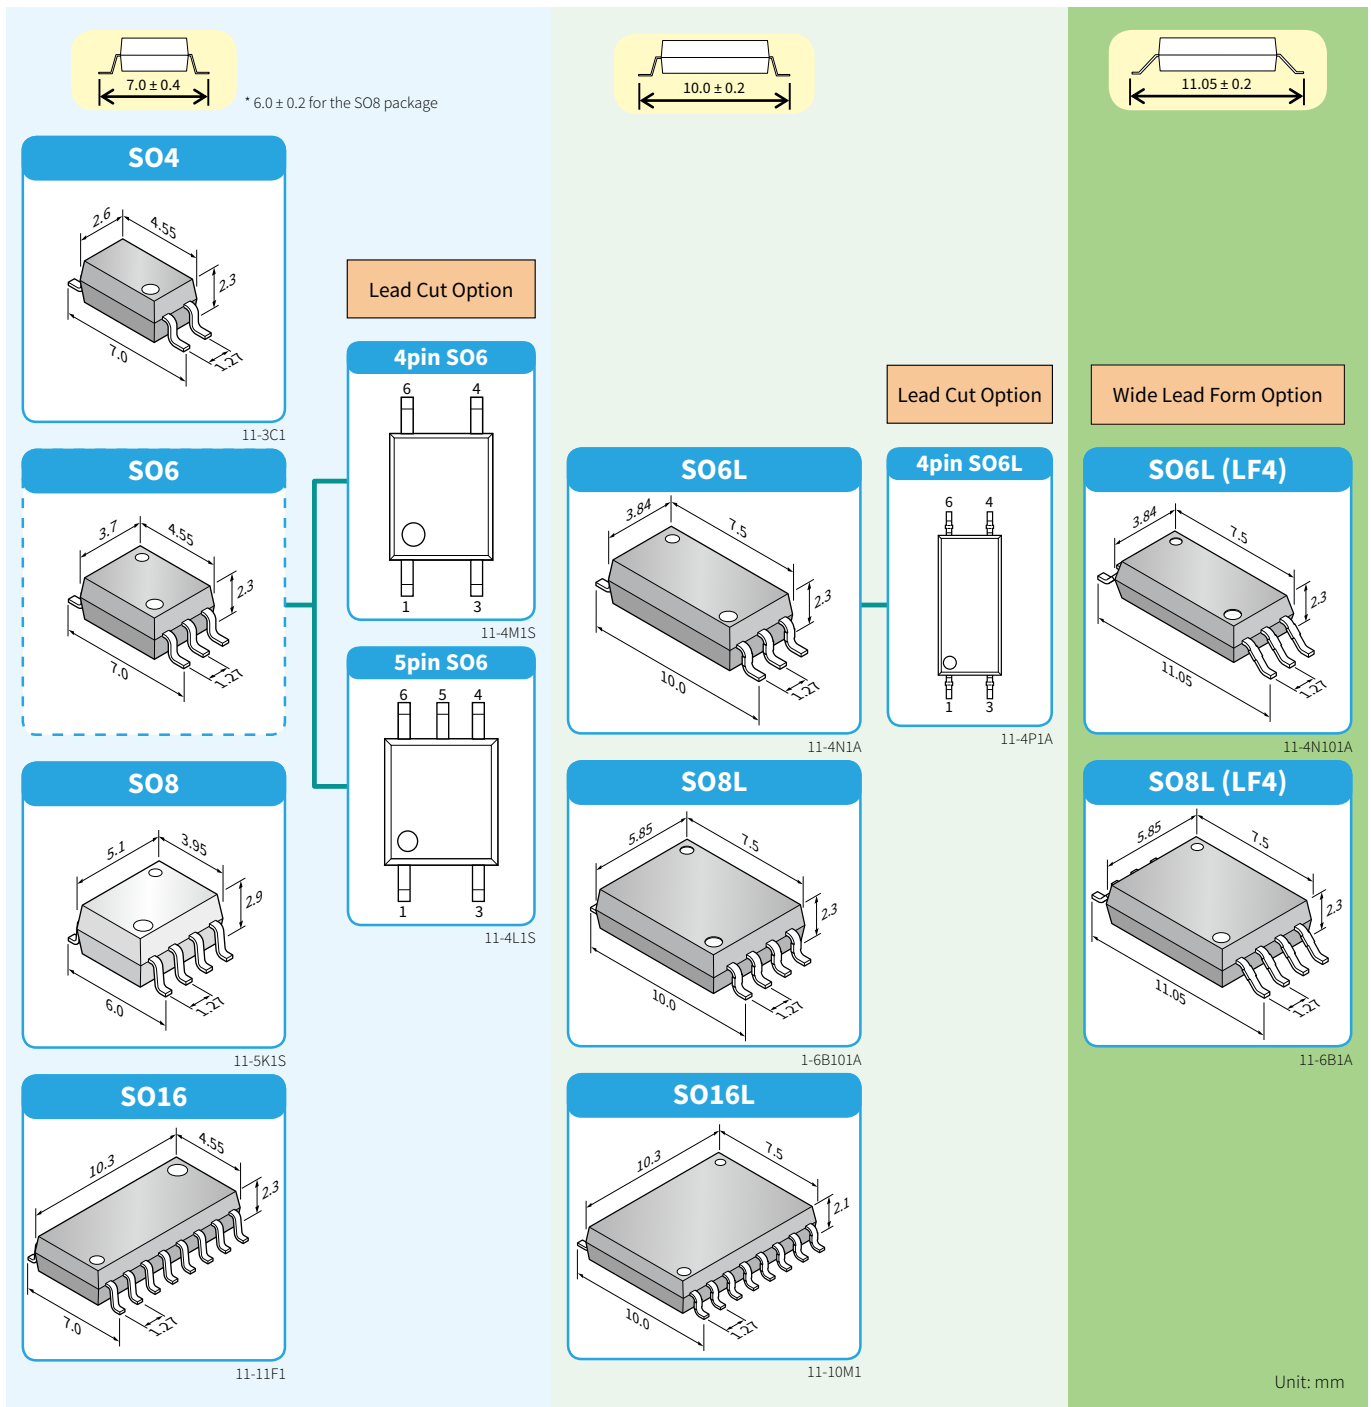 7.0 ± 0.4
* 6.0 ± 0.2 for the SO8 package
10.0 ± 0.2
11.05 ± 0.2
SO4
2.6
4.55
2.3
7.0
1.27
11-3C1
Lead Cut Option
4pin SO6
6 4
1 3
11-4M1S
SO6
3.7
4.55
2.3
7.0
1.27
5pin SO6
6 5 4
1 3
11-4L1S
SO8
5.1
3.95
2.9
6.0
1.27
11-5K1S
SO16
10.3
4.55
2.3
7.0
1.27
11-11F1
SO6L
3.84
7.5
2.3
10.0
1.27
11-4N1A
Lead Cut Option
4pin SO6L
6 4
1 3
11-4P1A
SO8L
5.85
7.5
2.3
10.0
1.27
1-6B101A
SO16L
10.3
7.5
2.1
10.0
1.27
11-10M1
Wide Lead Form Option
SO6L (LF4)
3.84
7.5
2.3
11.05
1.27
11-4N101A
SO8L (LF4)
5.85
7.5
2.3
11.05
1.27
11-6B1A
Unit: mm